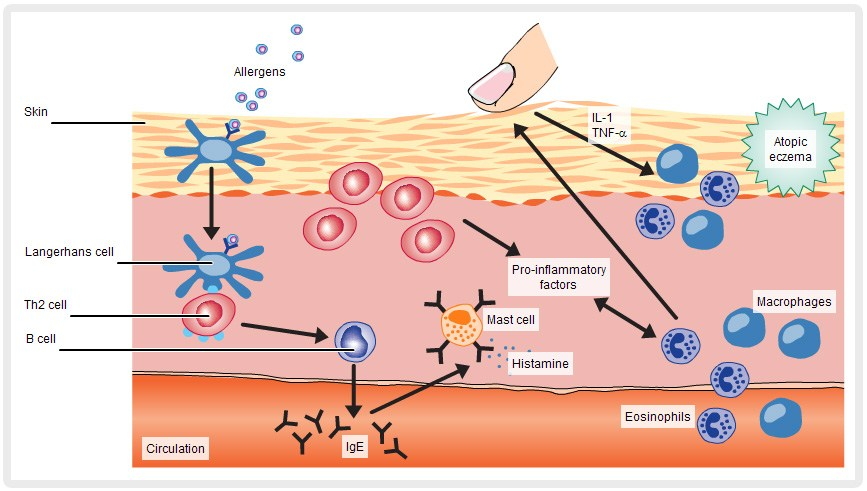 Allergens
Skin
IL-1
TNF-α
Atopic
eczema
Langerhans cell
Pro-inflammatory
factors
Th2 cell
Mast cell
Macrophages
B cell
Histamine
Eosinophils
Circulation
IgE